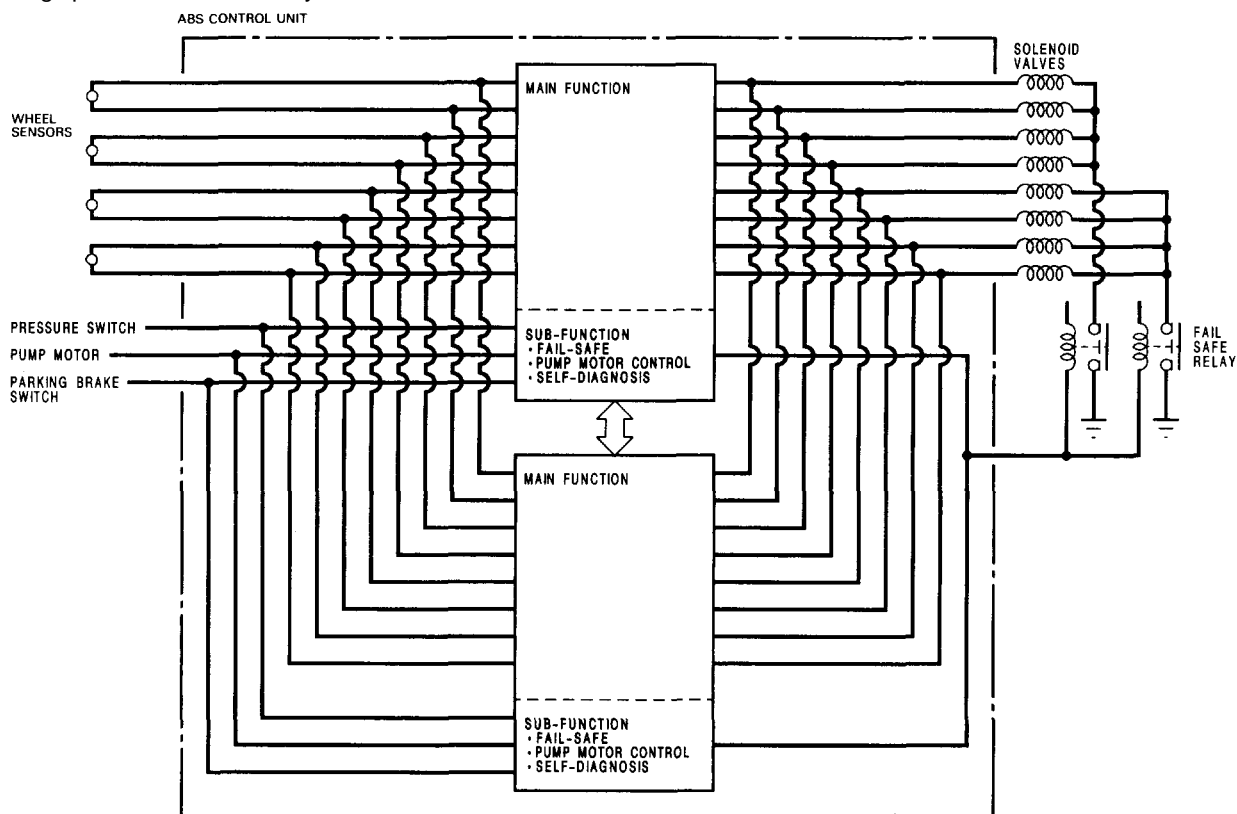 ABS CONTROL UNIT
SOLENOID
VALVES
MAIN FUNCTION
WHEEL
SENSORS
PRESSURE SWITCH
PUMP MOTOR
PARKING BRAKE
SWITCH
SUB-FUNCTION
・FAIL-SAFE
・PUMP MOTOR CONTROL
・SELF-DIAGNOSIS
FAIL
SAFE
RELAY
MAIN FUNCTION
SUB-FUNCTION
・FAIL-SAFE
・PUMP MOTOR CONTROL
・SELF-DIAGNOSIS